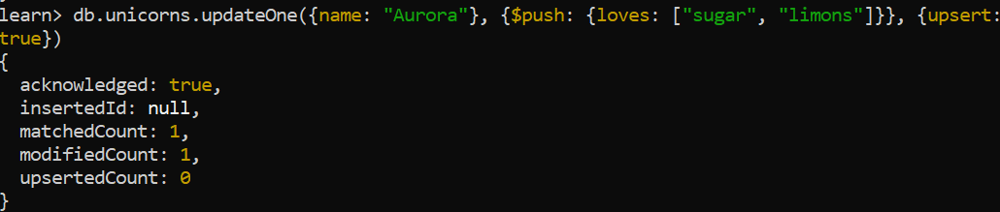 learn> db.unicorns.updateOne({name: "Aurora"}, {$push: {loves: ["sugar", "limons"]}}, {upsert:
true})
{
  acknowledged: true,
  insertedId: null,
  matchedCount: 1,
  modifiedCount: 1,
  upsertedCount: 0
}